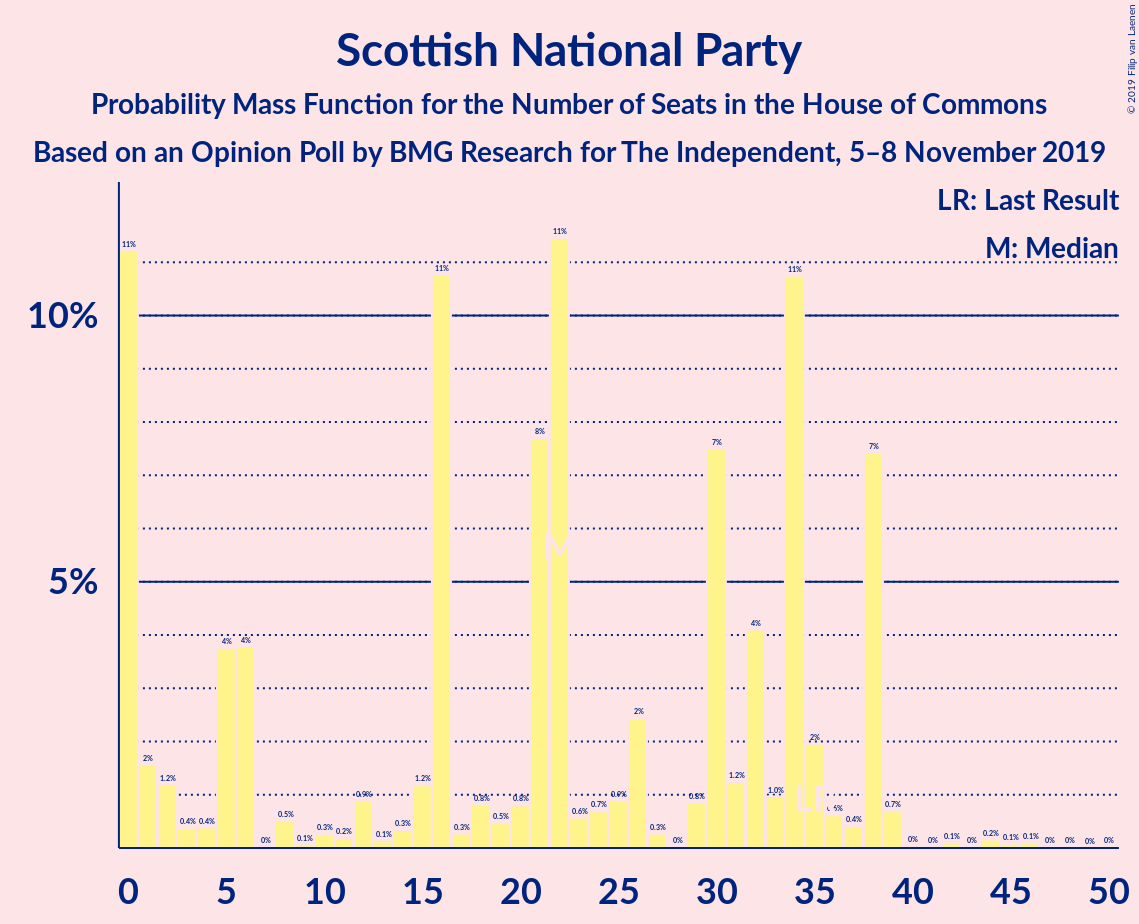 Scottish National Party
Probability Mass Function for the Number of Seats in the House of Commons
Based on an Opinion Poll by BMG Research for The Independent, 5–8 November 2019
© 2019 Filip van Laenen
LR: Last Result
M: Median
10%
5%
11% 2% 1.2% 0.4% 0.4% 4% 4% 0% 0.5% 0.1% 0.3% 0.2% 0.9% 0.1% 0.3% 1.2% 11% 0.3% 0.8% 0.5% 0.8% 8% 11% 0.6% 0.7% 0.9% 2% 0.3% 0% 0.8% 7% 1.2% 4% 1.0% 11% 2% 0.4% 7% 0.7% 0% 0% 0.1% 0% 0.2% 0.1% 0.1% 0% 0% 0% 0%
M
0 5 10 15 20 25 30 35 40 45 50